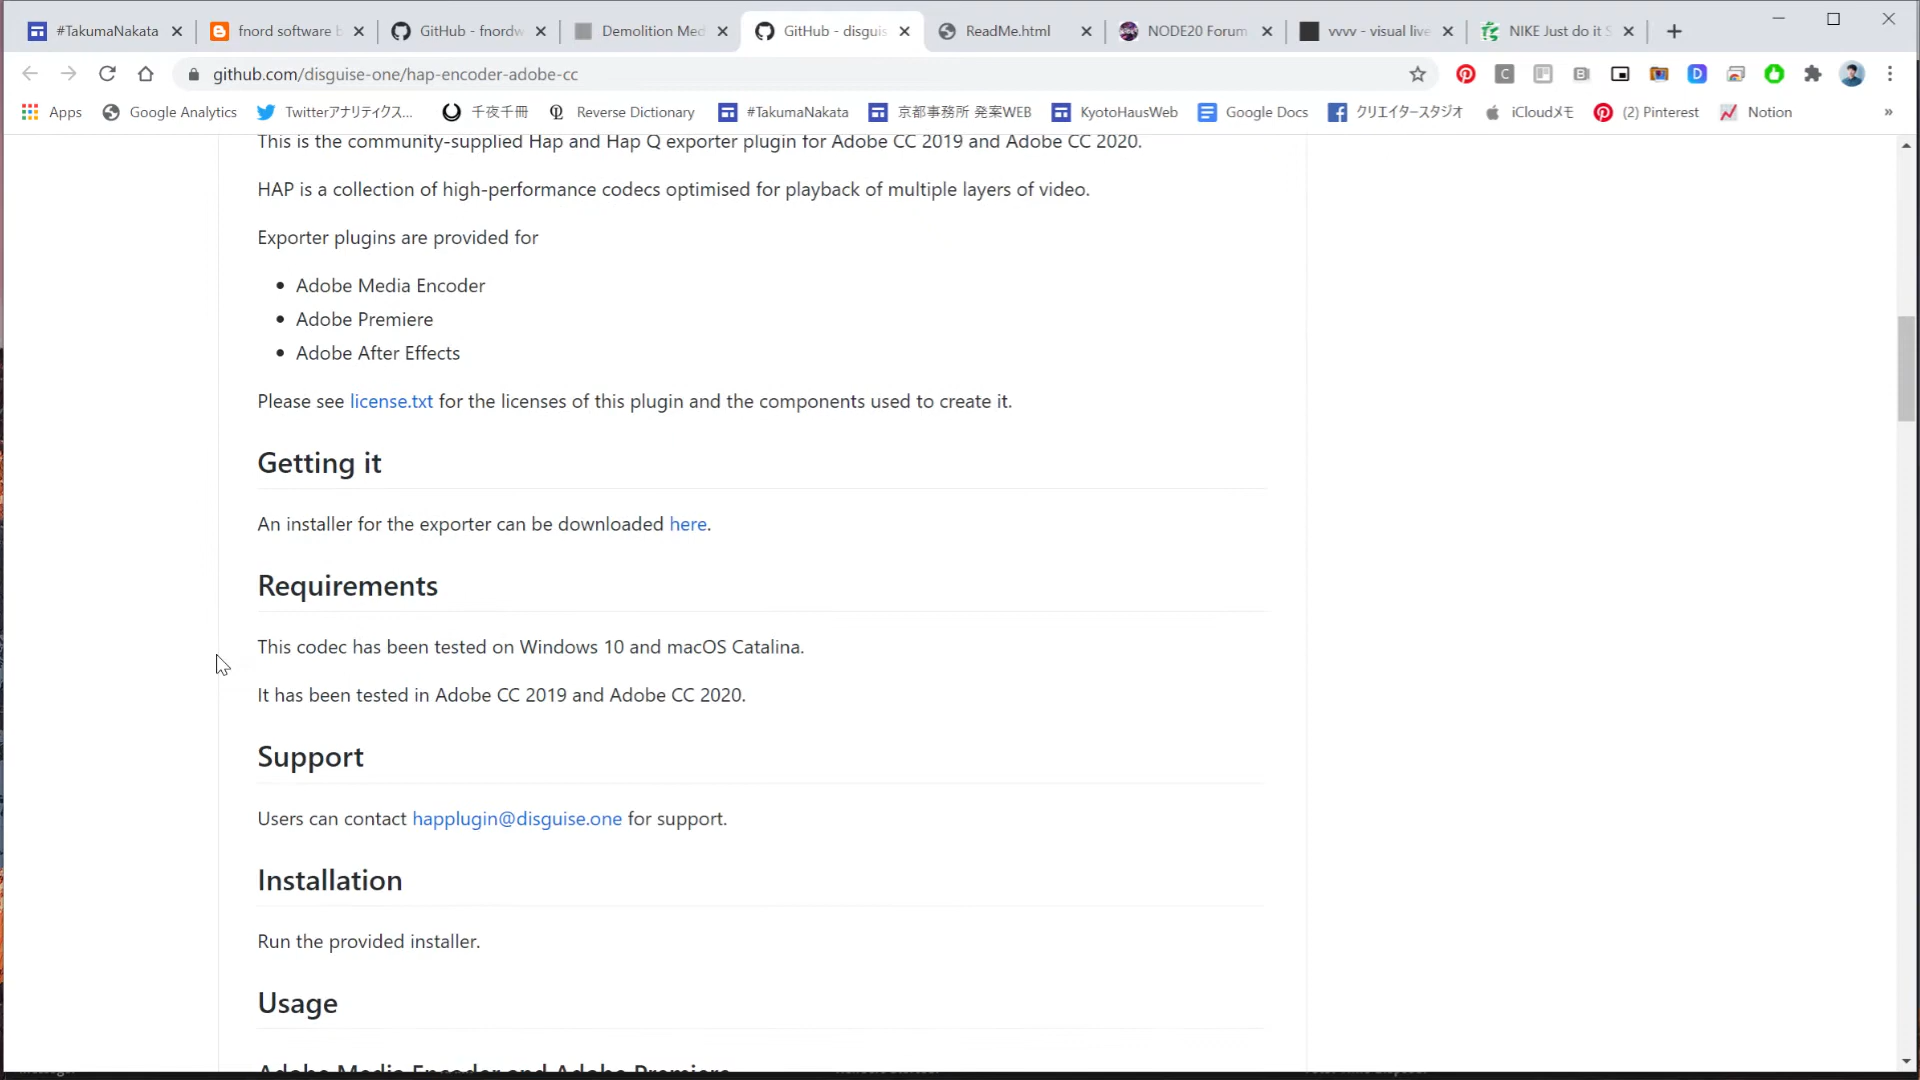 #TakumaNakata
fnord software b
GitHub - fnordw
Demolition Med
GitHub - disguis
ReadMe.html
NODE20 Forum
vvvv - visual live
NIKE Just do it S
github.com/disguise-one/hap-encoder-adobe-cc
Apps
Google Analytics
Twitterアナリティクス...
千夜千冊
Reverse Dictionary
#TakumaNakata
京都事務所 発案WEB
KyotoHausWeb
Google Docs
クリエイタースタジオ
iCloudメモ
(2) Pinterest
Notion
»
This is the community-supplied Hap and Hap Q exporter plugin for Adobe CC 2019 and Adobe CC 2020.
HAP is a collection of high-performance codecs optimised for playback of multiple layers of video.
Exporter plugins are provided for
• Adobe Media Encoder
• Adobe Premiere
• Adobe After Effects
Please see license.txt for the licenses of this plugin and the components used to create it.
Getting it
An installer for the exporter can be downloaded here.
Requirements
This codec has been tested on Windows 10 and macOS Catalina.
It has been tested in Adobe CC 2019 and Adobe CC 2020.
Support
Users can contact happlugin@disguise.one for support.
Installation
Run the provided installer.
Usage
Adobe Media Encoder and Adobe Premiere